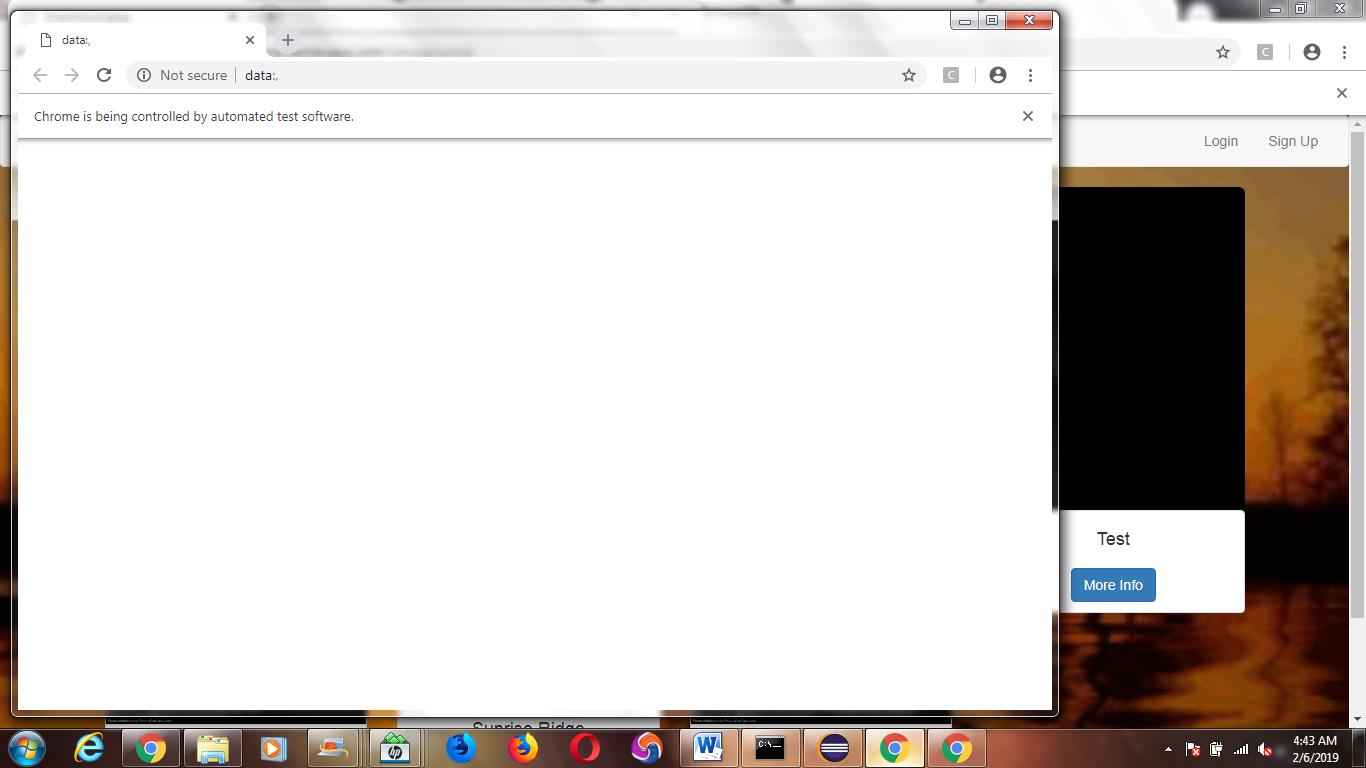 data:,
Not secure data:,
C
C
Chrome is being controlled by automated test software.
Login Sign Up
Test
More Info
Sunrise Ridge
hp
W
C:\
4:43 AM
2/6/2019